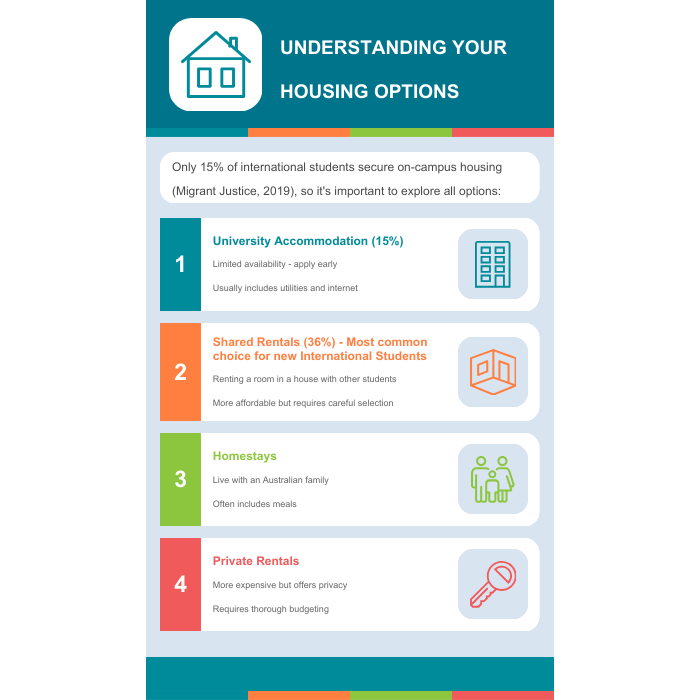 UNDERSTANDING YOUR
HOUSING OPTIONS
Only 15% of international students secure on-campus housing
(Migrant Justice, 2019), so it's important to explore all options:
1
University Accommodation (15%)
Limited availability - apply early
Usually includes utilities and internet
2
Shared Rentals (36%) - Most common
choice for new International Students
Renting a room in a house with other students
More affordable but requires careful selection
3
Homestays
Live with an Australian family
Often includes meals
4
Private Rentals
More expensive but offers privacy
Requires thorough budgeting